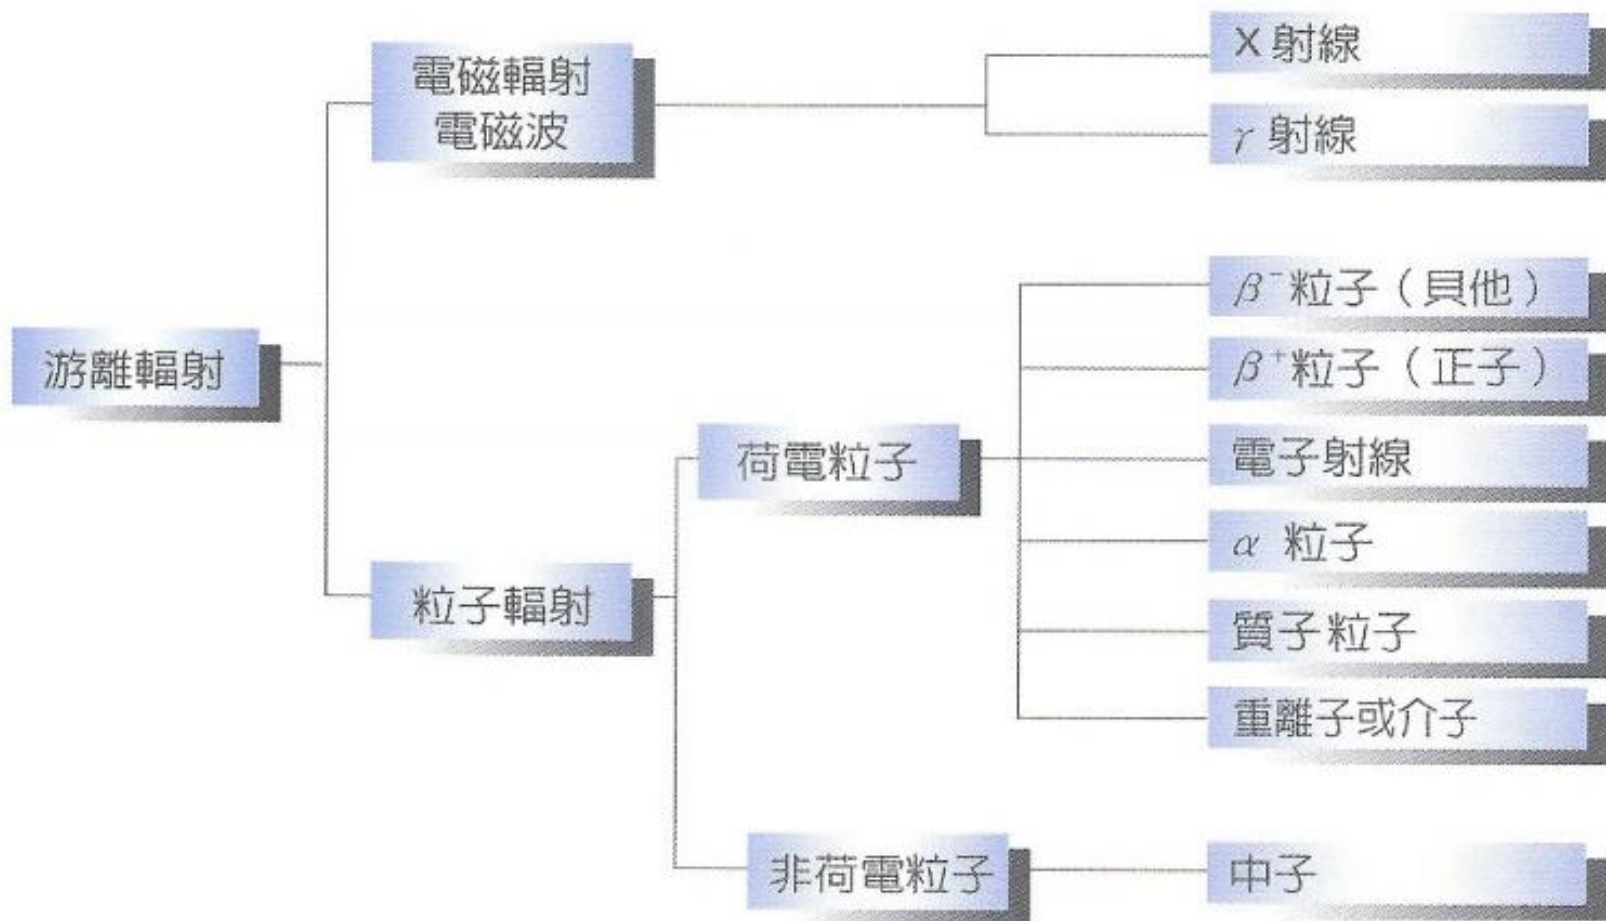 電磁輻射
電磁波
X 射線
γ 射線
游離輻射
粒子輻射
荷電粒子
β⁻粒子（貝他）
β⁺粒子（正子）
電子射線
α 粒子
質子粒子
重離子或介子
非荷電粒子
中子